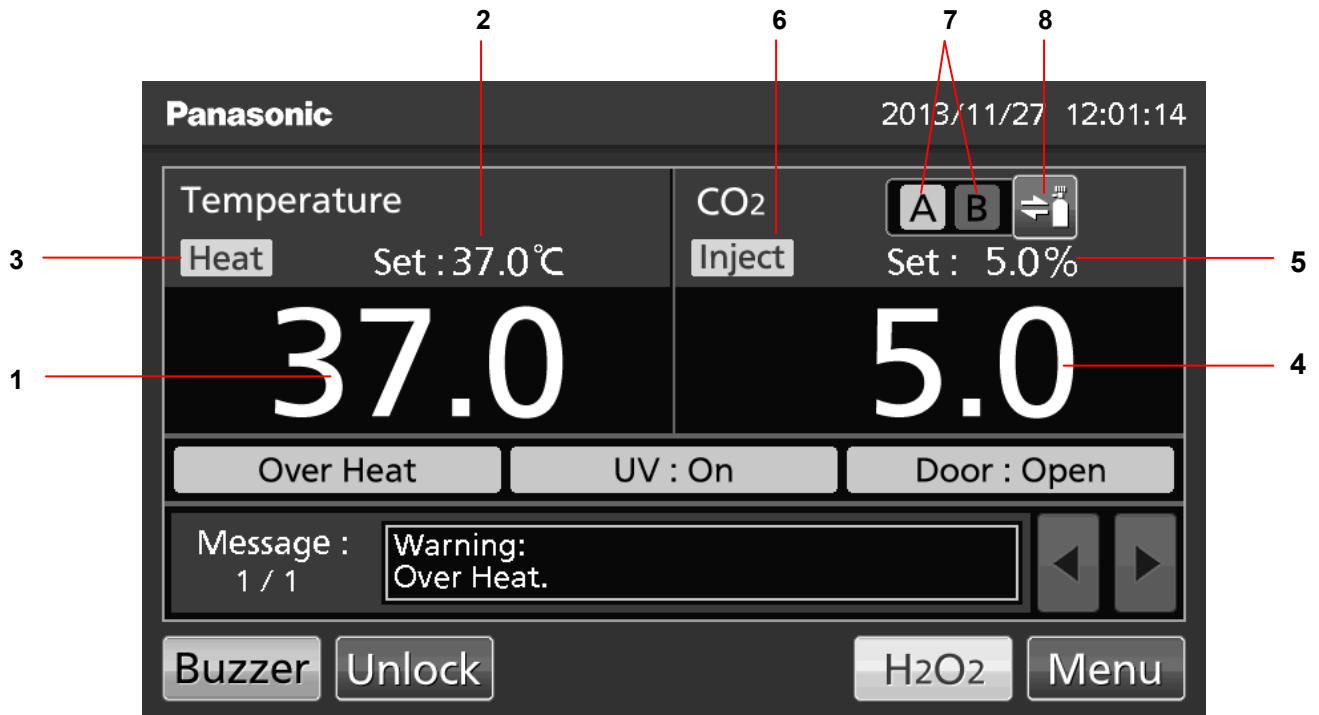 2 6 7 8
Panasonic 2013/11/27 12:01:14
Temperature CO2 A B
3 Heat Set : 37.0℃ Inject Set : 5.0% 5
1 37.0 5.0 4
Over Heat UV : On Door : Open
Message : Warning:
1 / 1 Over Heat.
Buzzer Unlock H2O2 Menu